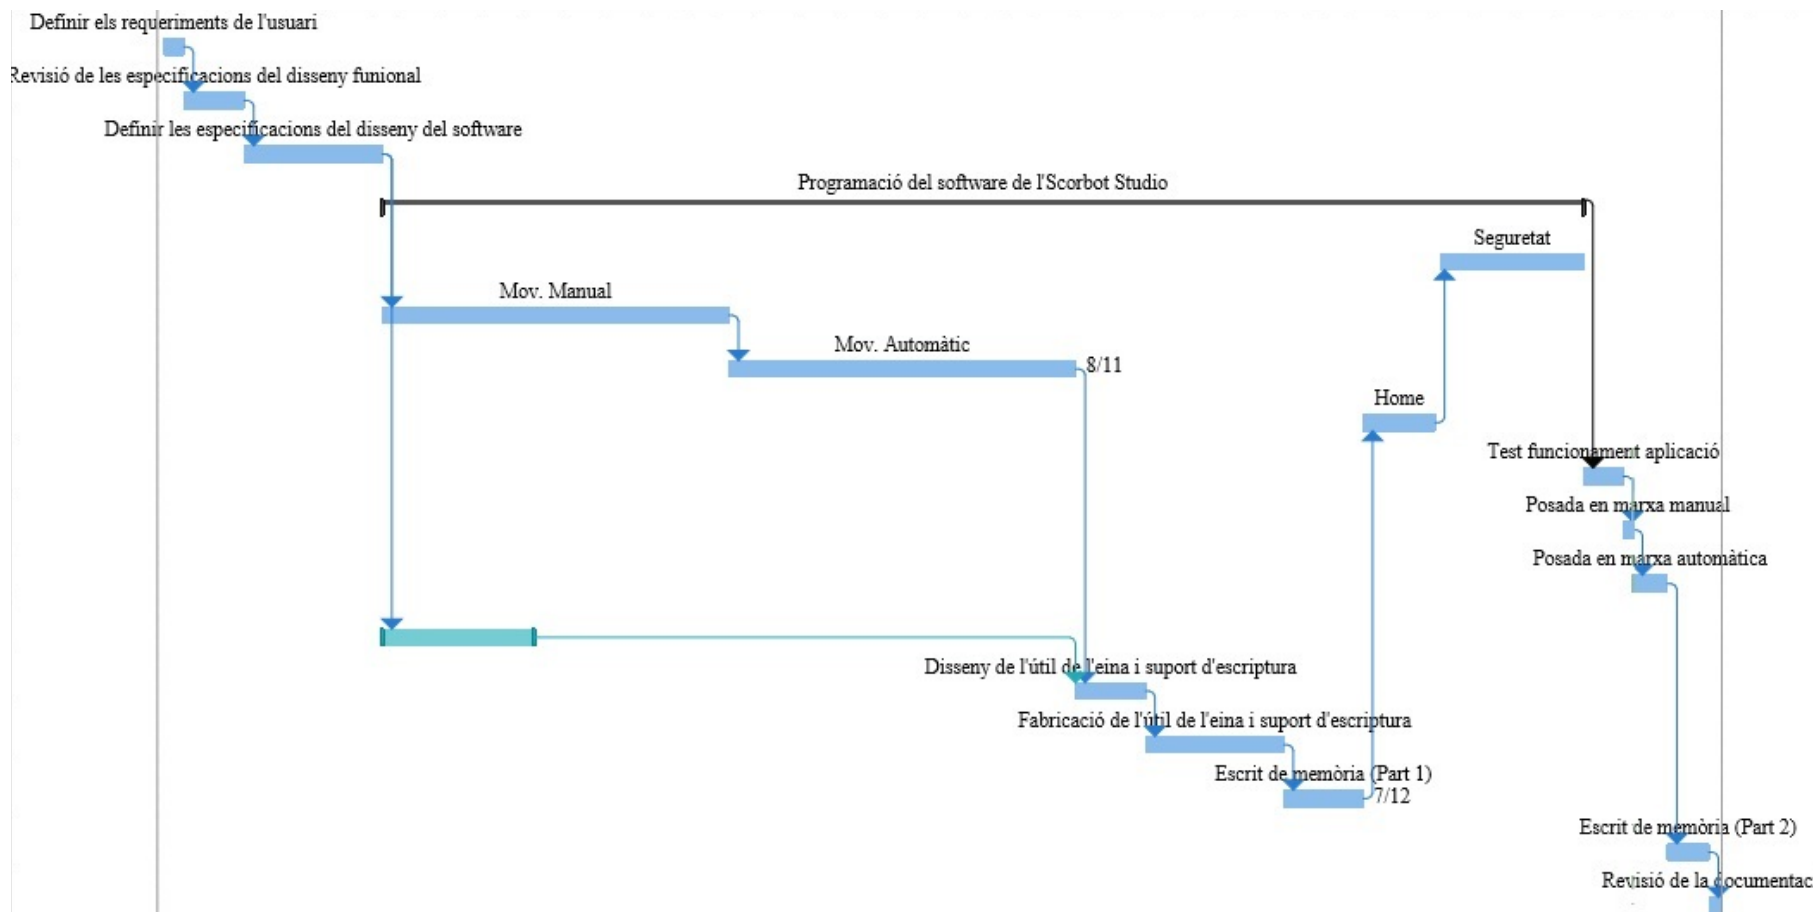 Definir els requeriments de l'usuari
Revisió de les especificacions del disseny funional
Definir les especificacions del disseny del software
Programació del software de l'Scorbot Studio
Seguretat
Mov. Manual
Mov. Automàtic
8/11
Home
Test funcionament aplicació
Posada en marxa manual
Posada en marxa automàtica
Disseny de l'útil de l'eina i suport d'escriptura
Fabricació de l'útil de l'eina i suport d'escriptura
Escrit de memòria (Part 1)
7/12
Escrit de memòria (Part 2)
Revisió de la documentac